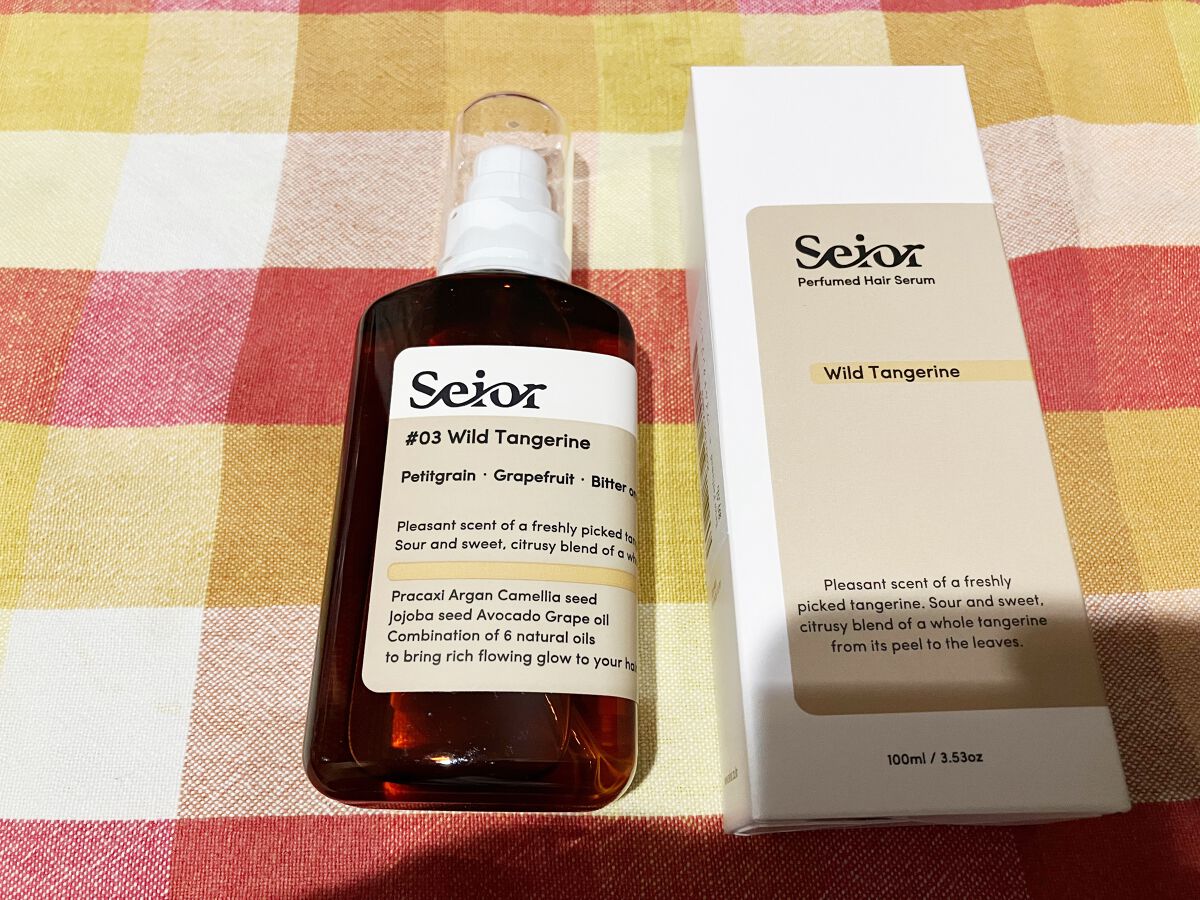 Seior
#03 Wild Tangerine
Petitgrain · Grapefruit · Bitter
Pleasant scent of a freshly picked
Sour and sweet, citrusy blend of a
Pracaxi Argan Camellia seed
Jojoba seed Avocado Grape oil
Combination of 6 natural oils
to bring rich flowing glow to your
Seior
Perfumed Hair Serum
Wild Tangerine
Pleasant scent of a freshly
picked tangerine. Sour and sweet,
citrusy blend of a whole tangerine
from its peel to the leaves.
100ml / 3.53oz